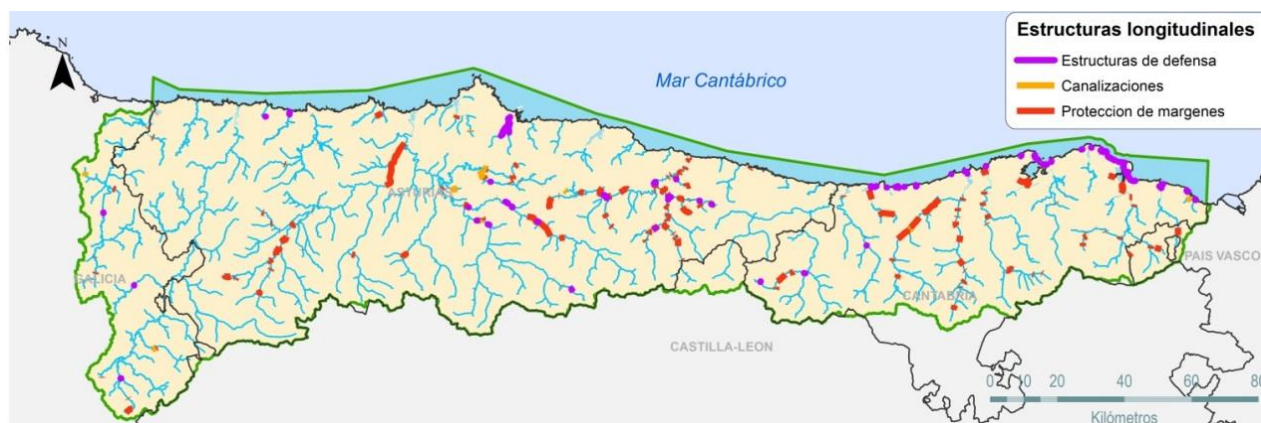 N
Mar Cantábrico
Estructuras longitudinales
Estructuras de defensa
Canalizaciones
Proteccion de margenes
ASTURIAS
GALICIA
CANTABRIA
PAIS VASCO
CASTILLA-LEON
0 10 20 40 60 80
Kilómetros